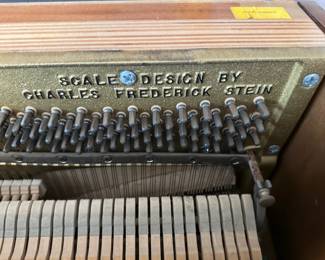 SCALE DESIGN BY
CHARLES FREDERICK STEIN